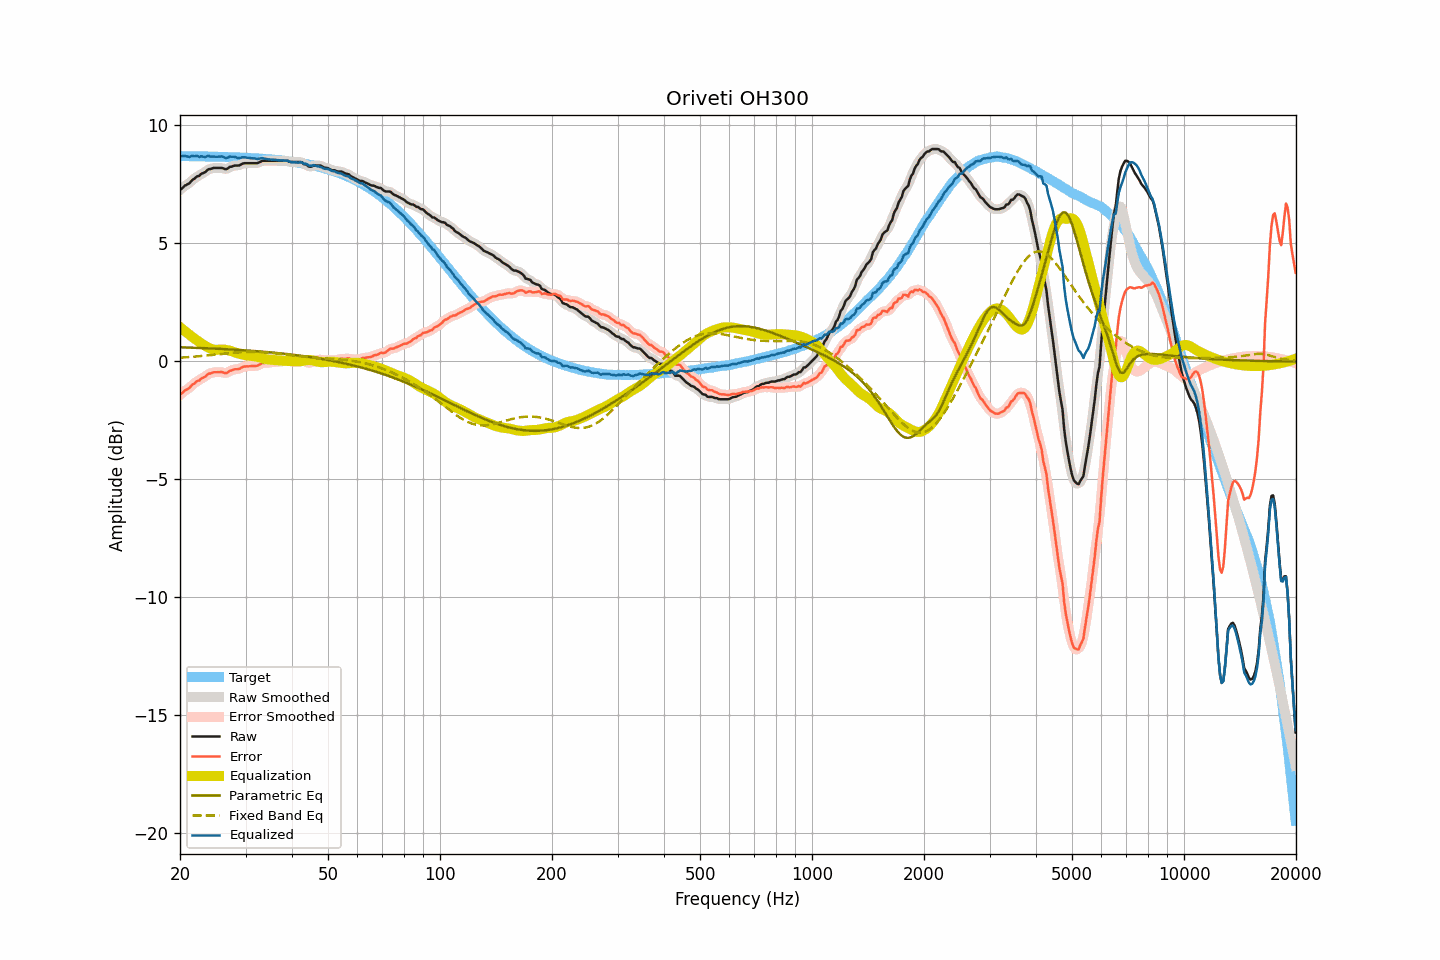 Oriveti OH300
10
5
0
−5
−10
−15
−20
Amplitude (dBr)
Target
Raw Smoothed
Error Smoothed
Raw
Error
Equalization
Parametric Eq
Fixed Band Eq
Equalized
20 50 100 200 500 1000 2000 5000 10000 20000
Frequency (Hz)